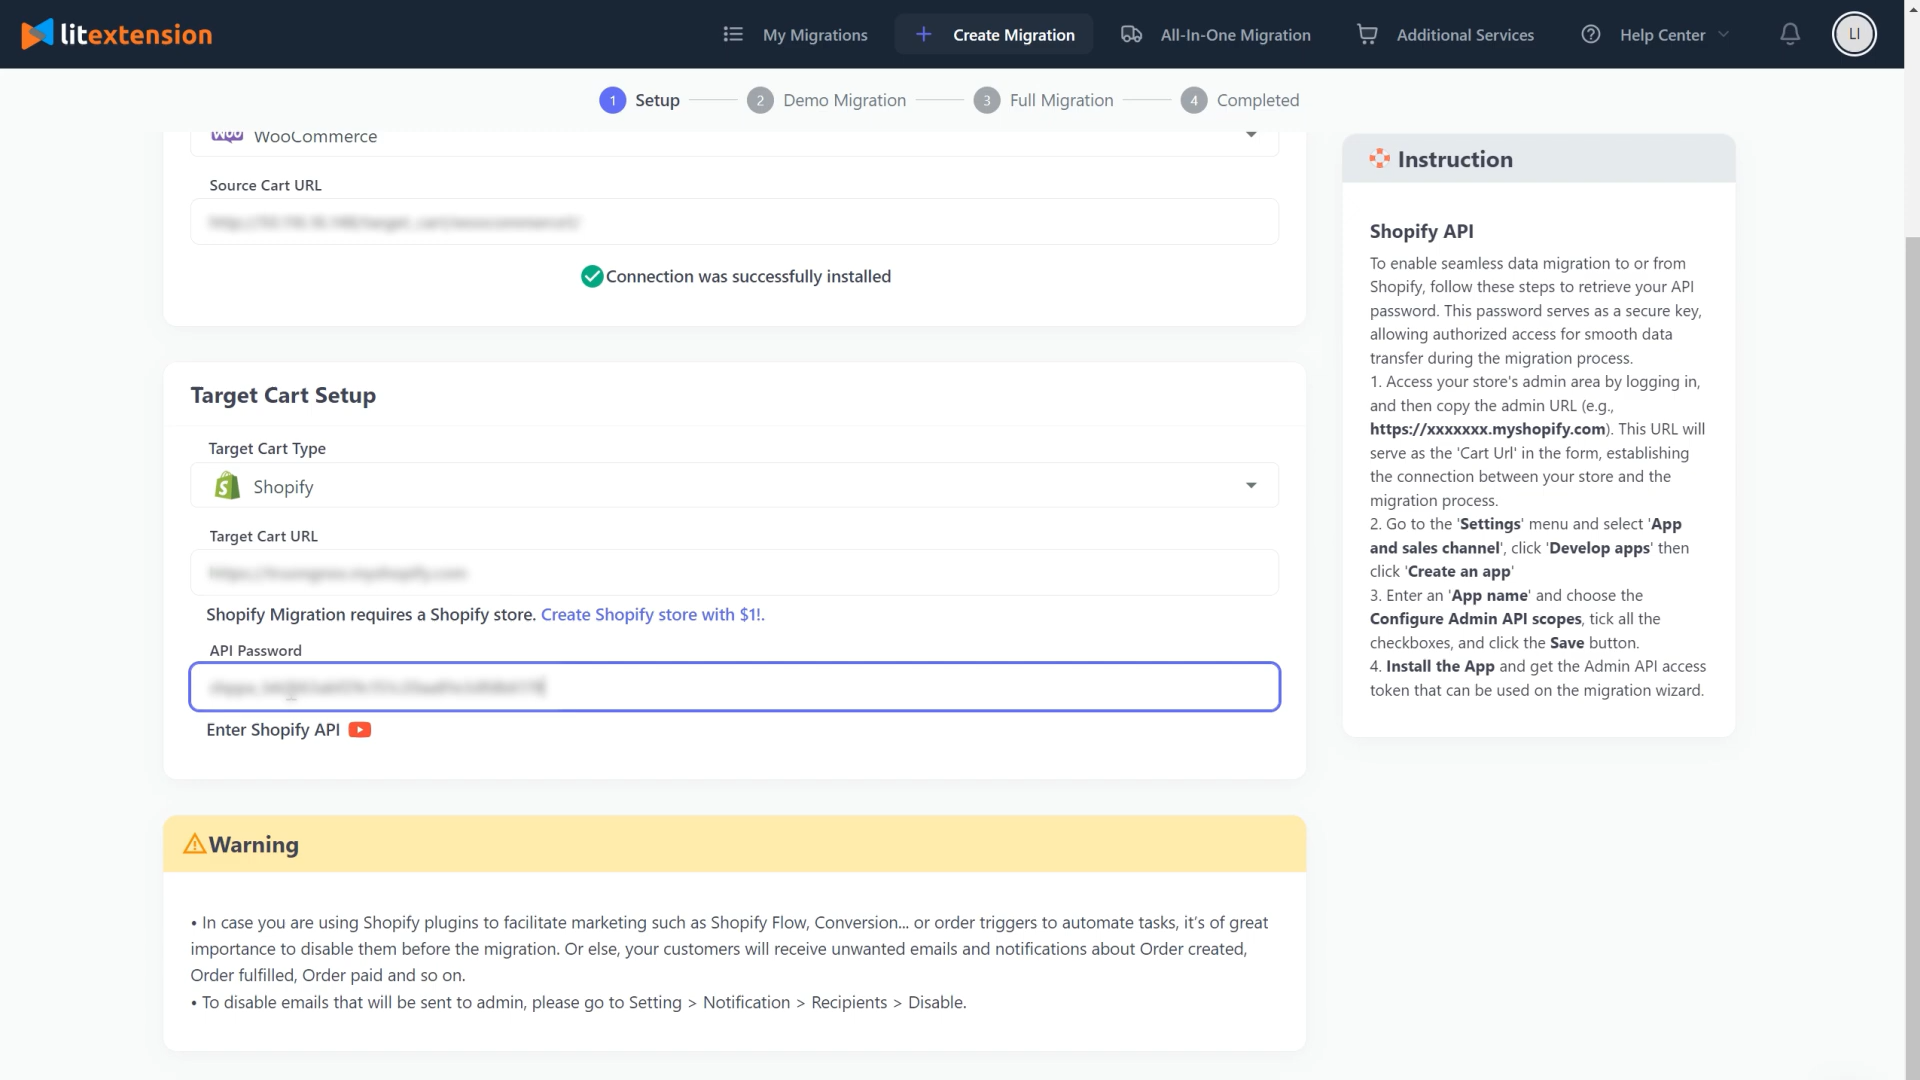 litextension
My Migrations
Create Migration
All-In-One Migration
Additional Services
Help Center
LI
1 Setup
2 Demo Migration
3 Full Migration
4 Completed
WOO WooCommerce
Source Cart URL
Connection was successfully installed
Target Cart Setup
Target Cart Type
Shopify
Target Cart URL
Shopify Migration requires a Shopify store. Create Shopify store with $1!.
API Password
Enter Shopify API
Warning
• In case you are using Shopify plugins to facilitate marketing such as Shopify Flow, Conversion... or order triggers to automate tasks, it's of great
importance to disable them before the migration. Or else, your customers will receive unwanted emails and notifications about Order created,
Order fulfilled, Order paid and so on.
• To disable emails that will be sent to admin, please go to Setting > Notification > Recipients > Disable.
Instruction
Shopify API
To enable seamless data migration to or from
Shopify, follow these steps to retrieve your API
password. This password serves as a secure key,
allowing authorized access for smooth data
transfer during the migration process.
1. Access your store's admin area by logging in,
and then copy the admin URL (e.g.,
https://xxxxxxx.myshopify.com). This URL will
serve as the 'Cart Url' in the form, establishing
the connection between your store and the
migration process.
2. Go to the 'Settings' menu and select 'App
and sales channel', click 'Develop apps' then
click 'Create an app'
3. Enter an 'App name' and choose the
Configure Admin API scopes, tick all the
checkboxes, and click the Save button.
4. Install the App and get the Admin API access
token that can be used on the migration wizard.